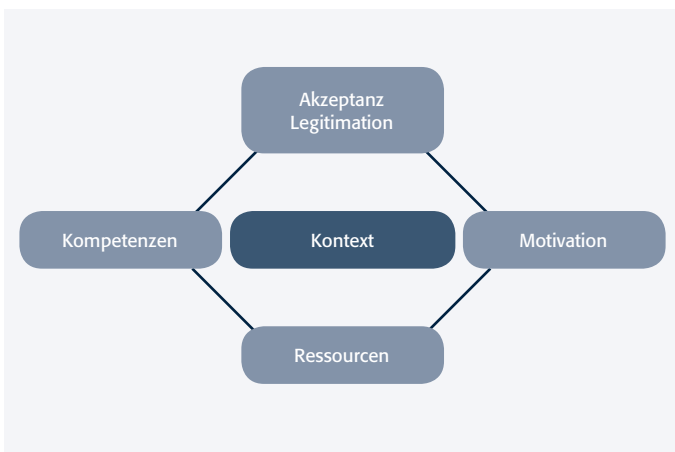 Akzeptanz
Legitimation
Kompetenzen
Kontext
Motivation
Ressourcen